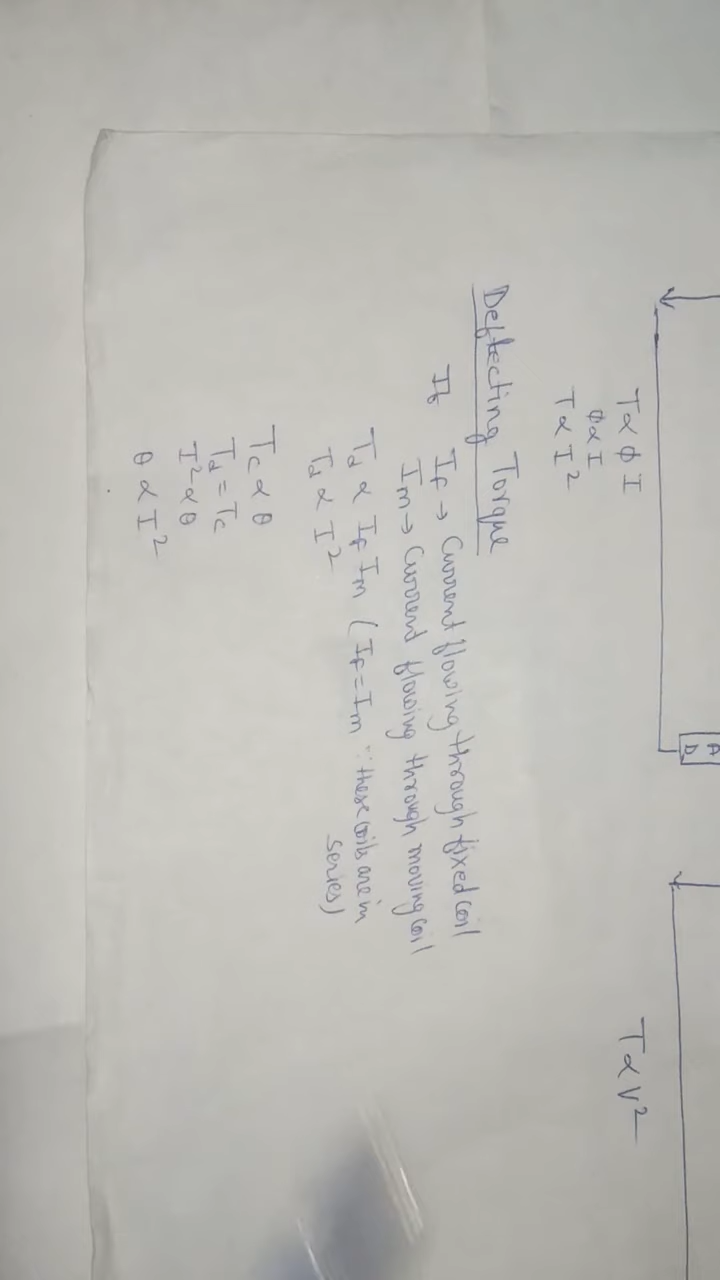 A
D
T ∝ φ I
φ ∝ I
T ∝ I²
T ∝ V²
Deflecting Torque
If
If → Current flowing through fixed coil
Im → Current flowing through moving coil
Td ∝ If Im (If = Im ∵ these coils are in
series)
Td ∝ I²
Tc ∝ θ
Td = Tc
I² ∝ θ
θ ∝ I²